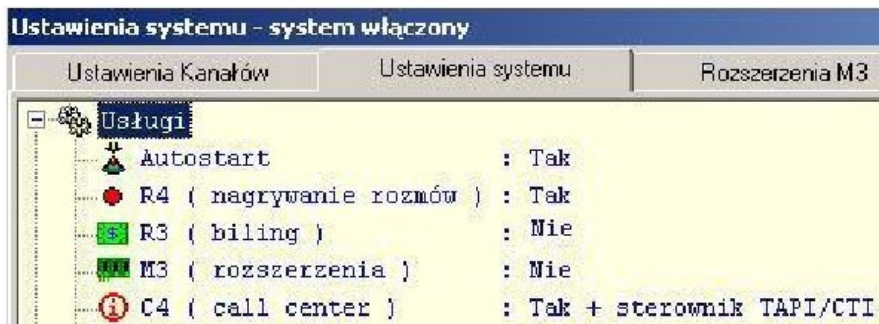 Ustawienia systemu - system włączony
Ustawienia Kanałów Ustawienia systemu Rozszerzenia M3
Usługi
Autostart : Tak
R4 ( nagrywanie rozmów ) : Tak
R3 ( biling ) : Nie
M3 ( rozszerzenia ) : Nie
C4 ( call center ) : Tak + sterownik TAPI/CTI